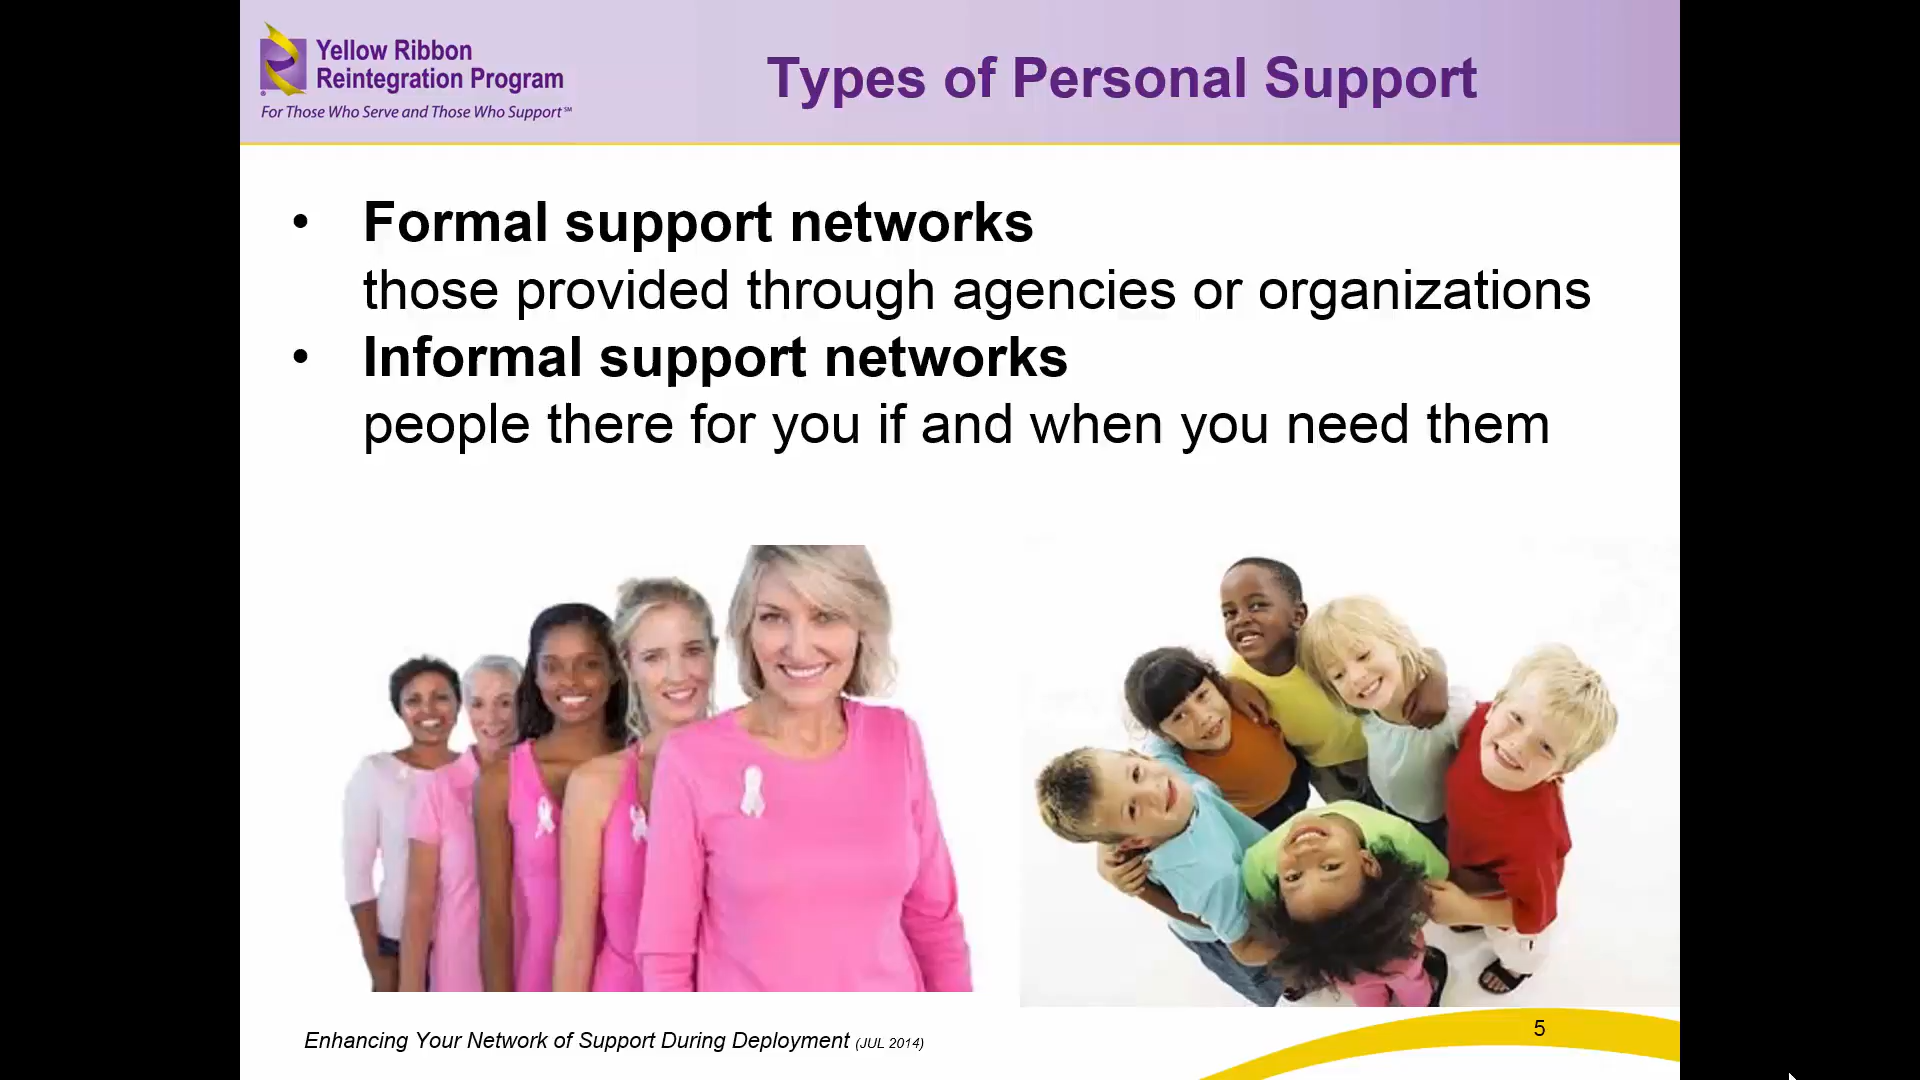 Yellow Ribbon
Reintegration Program
For Those Who Serve and Those Who Support℠
Types of Personal Support
• Formal support networks
those provided through agencies or organizations
• Informal support networks
people there for you if and when you need them
Enhancing Your Network of Support During Deployment (JUL 2014)
5